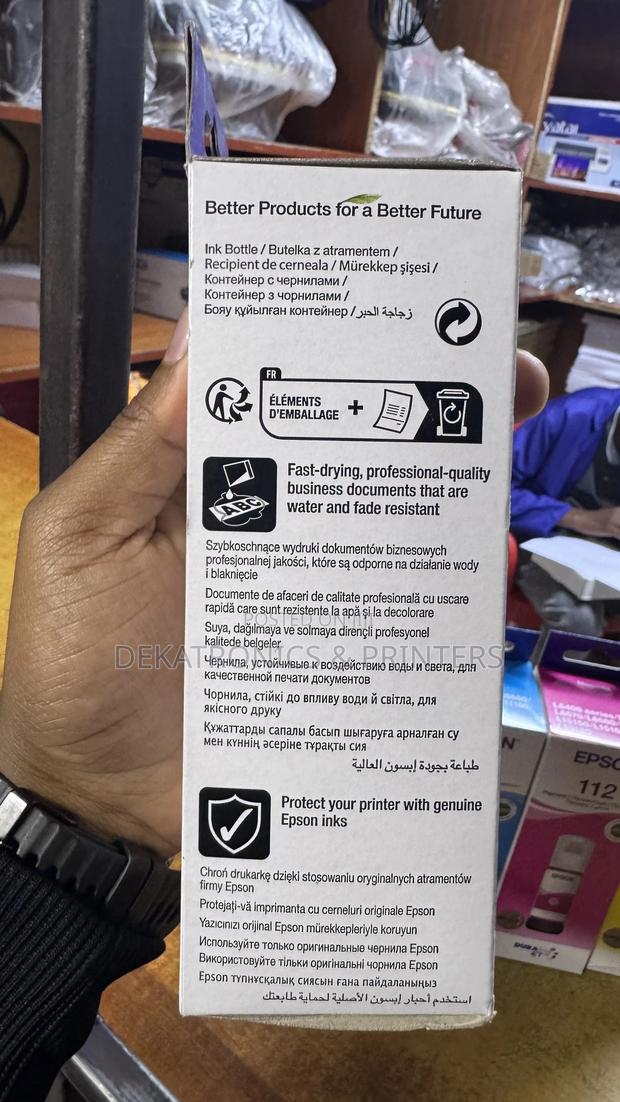 Better Products for a Better Future
Ink Bottle / Butelka z atramentem /
Recipient de cerneala / Mürekkep şişesi /
Контейнер с чернилами /
Контейнер з чорнилами /
Бояу құйылған контейнер / زجاجة الحبر
FR
ÉLÉMENTS
D'EMBALLAGE
+
ABC
Fast-drying, professional-quality
business documents that are
water and fade resistant
Szybkoschnące wydruki dokumentów biznesowych
profesjonalnej jakości, które są odporne na działanie wody
i blaknięcie
Documente de afaceri de calitate profesională cu uscare
rapidă care sunt rezistente la apă şi la decolorare
POSTED ON
Suya, dağılmaya ve solmaya dirençli profesyonel
kalitede belgeler
DEKATRONICS & PRINTERS
Чернила, устойчивые к воздействию воды и света, для
качественной печати документов
Чорнила, стійкі до впливу води й світла, для
якісного друку
Құжаттарды сапалы басып шығаруға арналған су
мен күннің әсеріне тұрақты сия
طباعة بجودة إبسون العالية
Protect your printer with genuine
Epson inks
Chroń drukarkę dzięki stosowaniu oryginalnych atramentów
firmy Epson
Protejaţi-vă imprimanta cu cerneluri originale Epson
Yazıcınızı orijinal Epson mürekkepleriyle koruyun
Используйте только оригинальные чернила Epson
Використовуйте тільки оригінальні чорнила Epson
Epson түпнұсқалық сиясын ғана пайдаланыңыз
استخدم أحبار إبسون الأصلية لحماية طابعتك
EPSO
112
EPSON